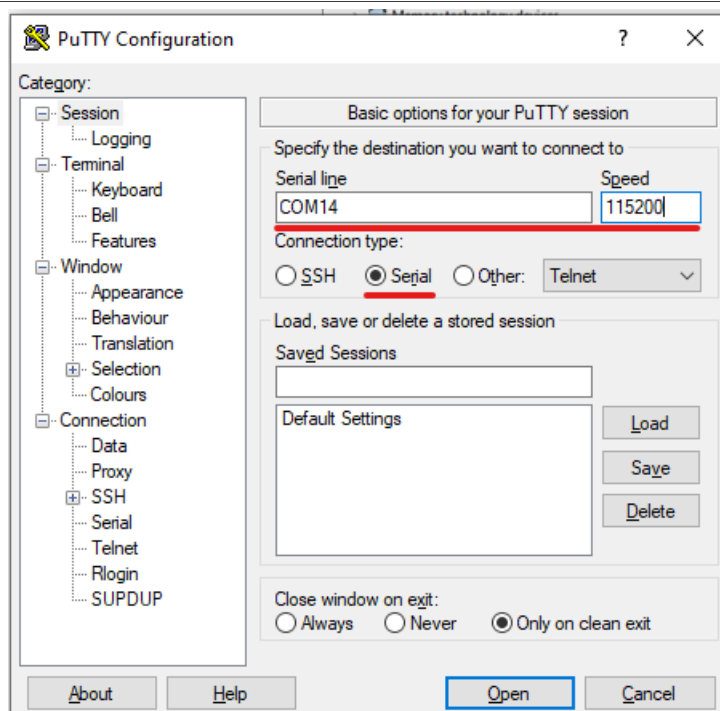 PuTTY Configuration
?
Category:
Session
Logging
Terminal
Keyboard
Bell
Features
Window
Appearance
Behaviour
Translation
Selection
Colours
Connection
Data
Proxy
SSH
Serial
Telnet
Rlogin
SUPDUP
Basic options for your PuTTY session
Specify the destination you want to connect to
Serial line Speed
COM14 115200
Connection type:
SSH Serial Other: Telnet
Load, save or delete a stored session
Saved Sessions
Default Settings
Load
Save
Delete
Close window on exit:
Always Never Only on clean exit
About Help Open Cancel